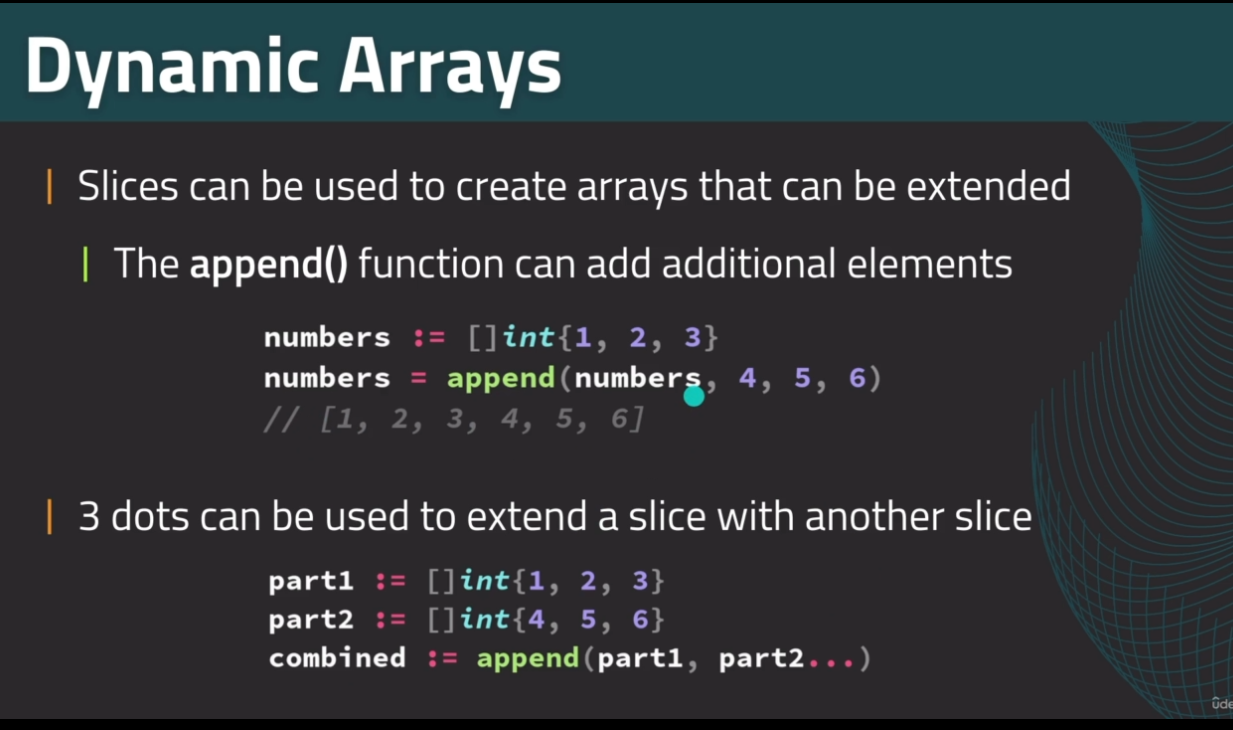 Dynamic Arrays
Slices can be used to create arrays that can be extended
The append() function can add additional elements
numbers := []int{1, 2, 3}
numbers = append(numbers, 4, 5, 6)
// [1, 2, 3, 4, 5, 6]
3 dots can be used to extend a slice with another slice
part1 := []int{1, 2, 3}
part2 := []int{4, 5, 6}
combined := append(part1, part2...)
ûde